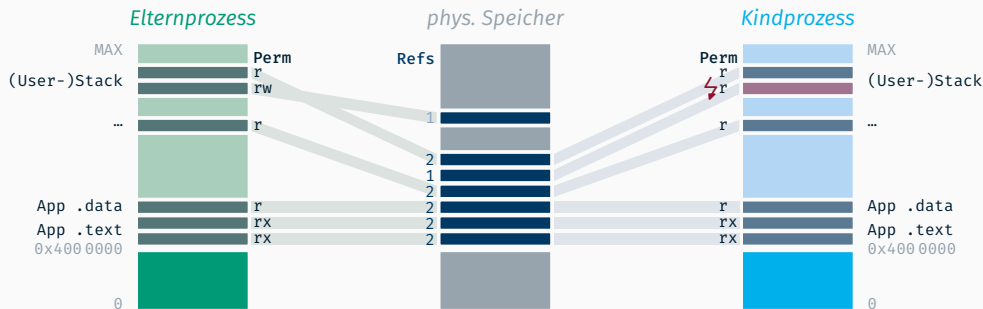 Elternprozess phys. Speicher Kindprozess
MAX MAX
Perm Refs Perm
r r
(User-)Stack (User-)Stack
rw r
1
… r r …
2
1
2
App .data r 2 r App .data
rx 2 rx
App .text App .text
rx 2 rx
0x400 0000 0x400 0000
0 0